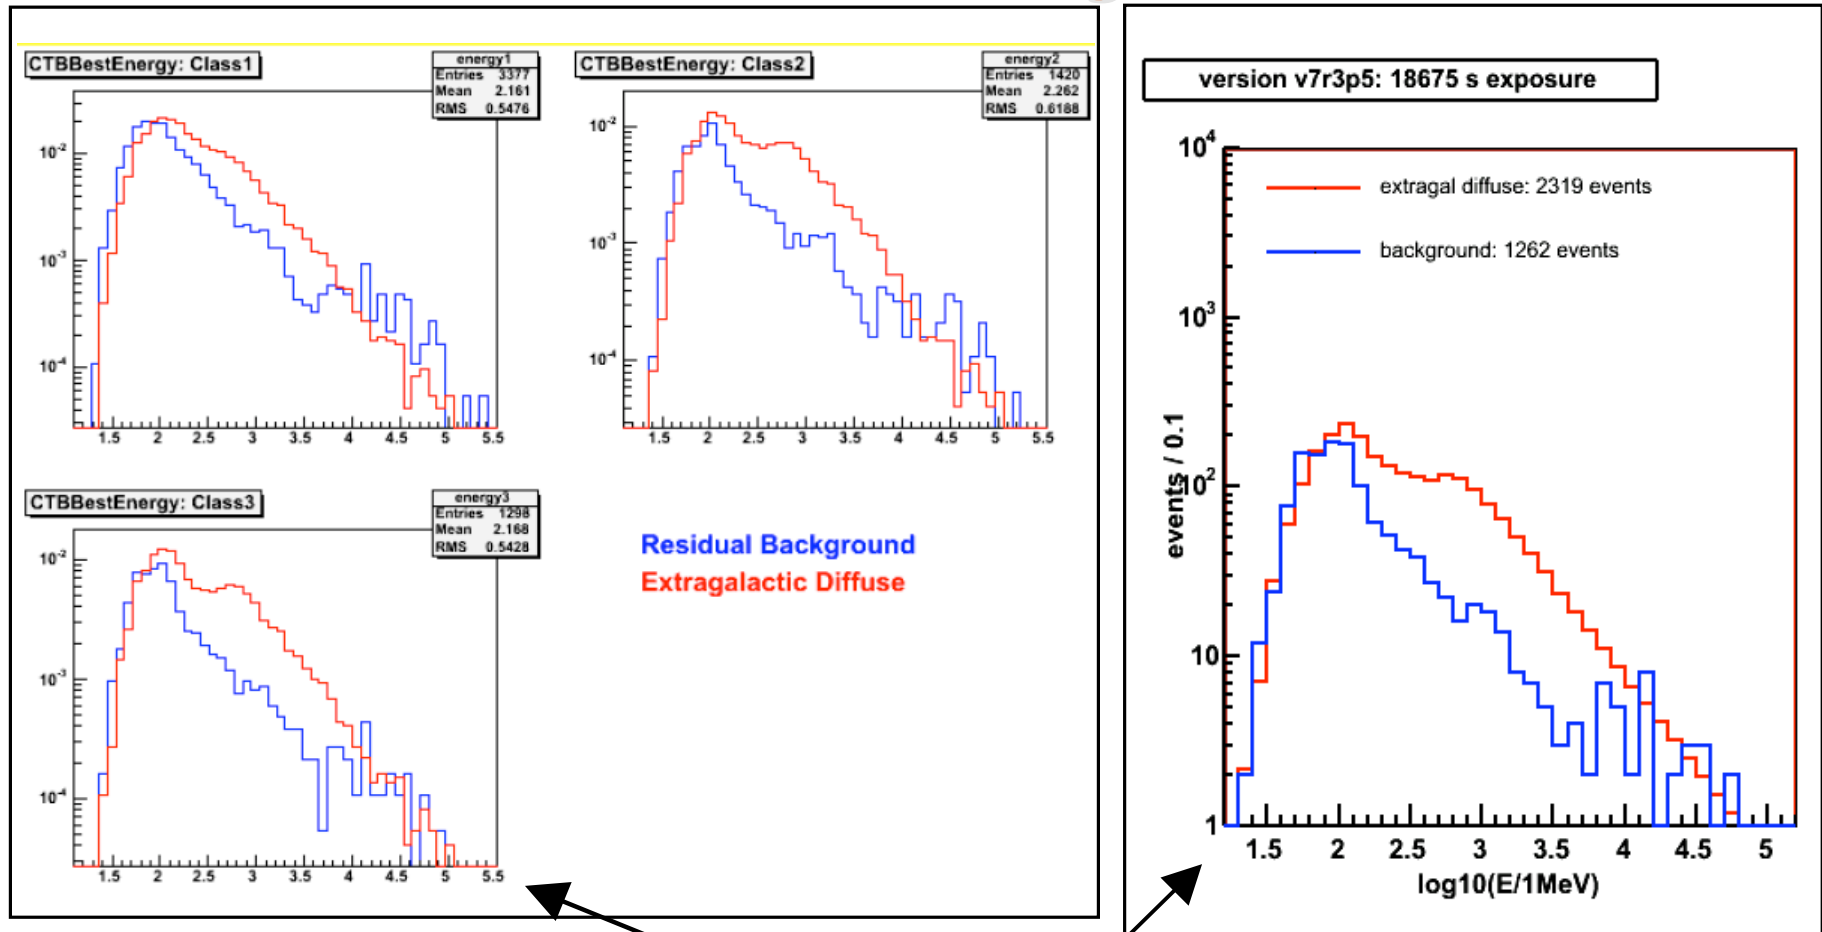 CTBBestEnergy: Class1
energy1
Entries 3377
Mean 2.161
RMS 0.5476
10^-2
10^-3
10^-4
1.5 2 2.5 3 3.5 4 4.5 5 5.5
CTBBestEnergy: Class2
energy2
Entries 1420
Mean 2.262
RMS 0.6188
10^-2
10^-3
10^-4
1.5 2 2.5 3 3.5 4 4.5 5 5.5
CTBBestEnergy: Class3
energy3
Entries 1298
Mean 2.168
RMS 0.5428
10^-2
10^-3
10^-4
1.5 2 2.5 3 3.5 4 4.5 5 5.5
Residual Background
Extragalactic Diffuse
version v7r3p5: 18675 s exposure
10^4
extragal diffuse: 2319 events
background: 1262 events
10^3
10^2
10
1
events / 0.1
1.5 2 2.5 3 3.5 4 4.5 5
log10(E/1MeV)